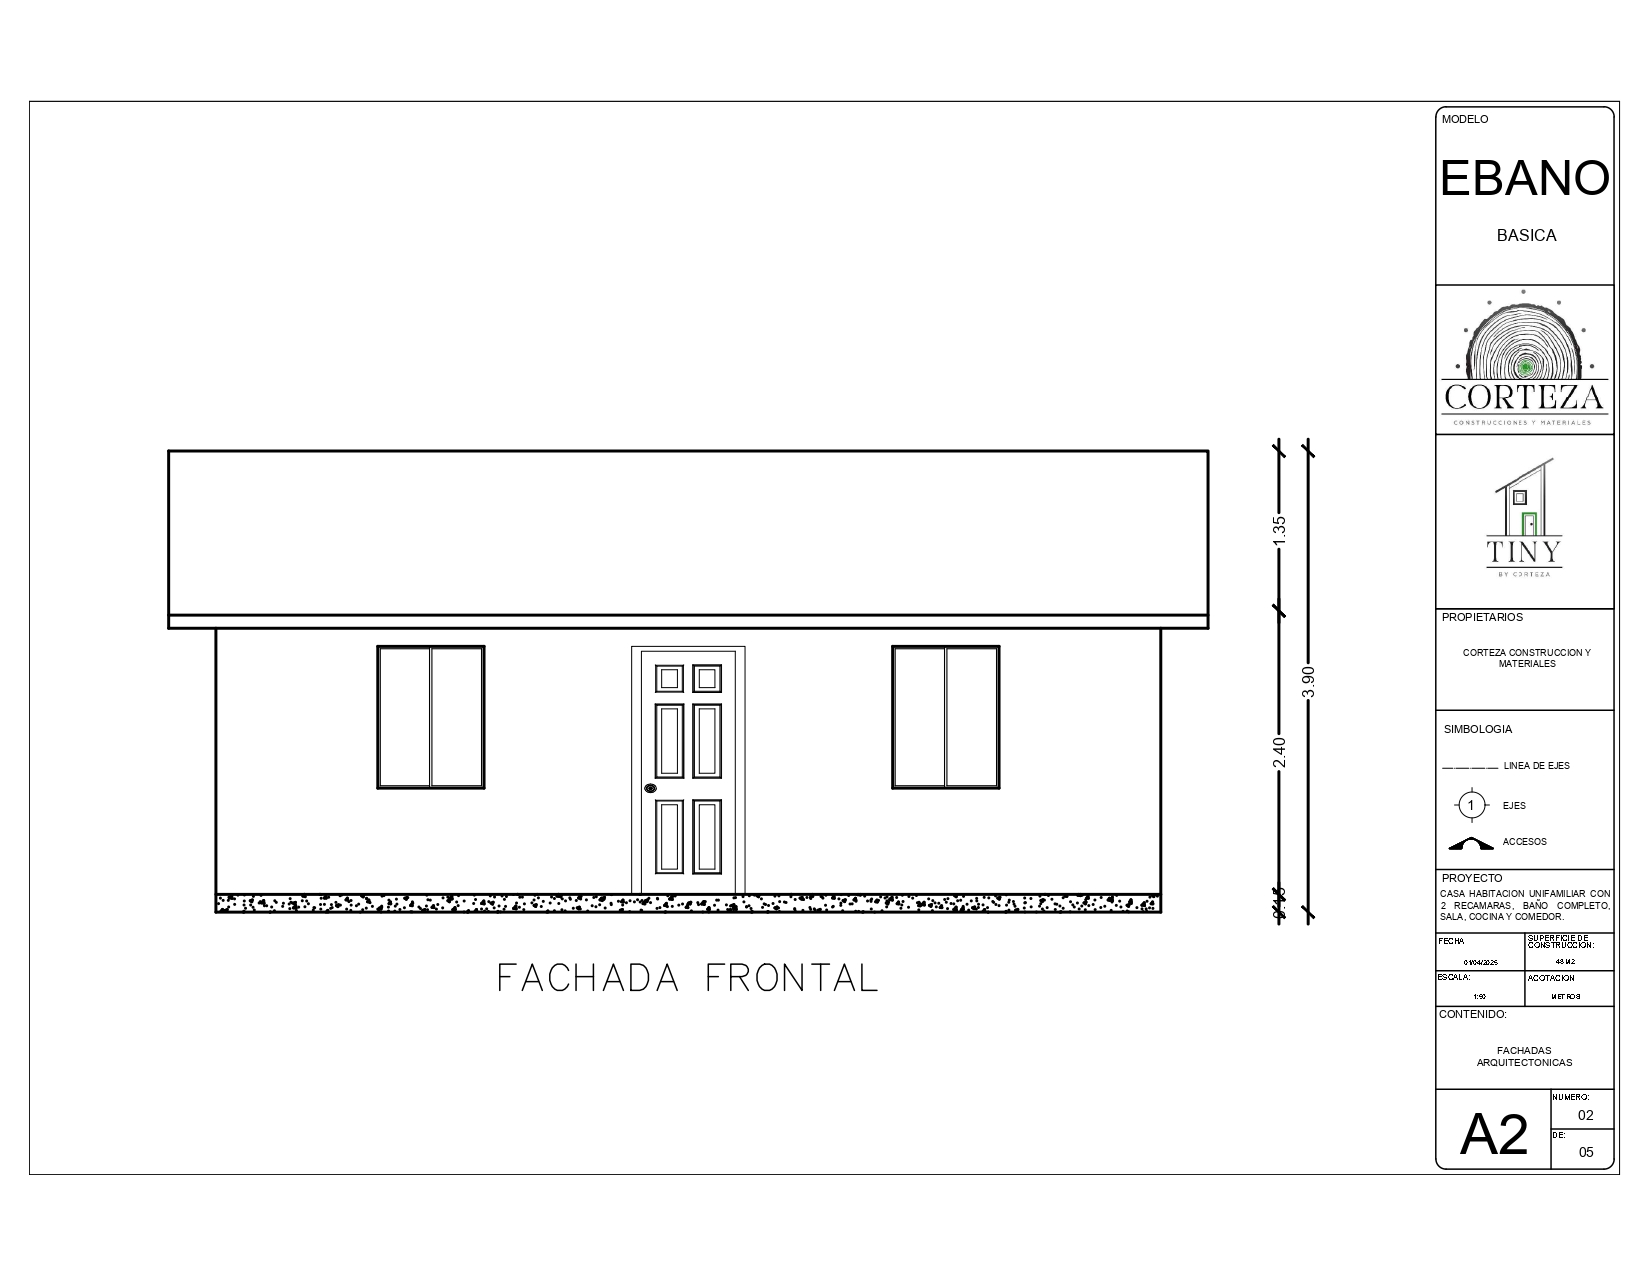 1.35
3.90
2.40
0.15
FACHADA FRONTAL
MODELO
EBANO
BASICA
CORTEZA
CONSTRUCCIONES Y MATERIALES
TINY
BY CORTEZA
PROPIETARIOS
CORTEZA CONSTRUCCION Y
MATERIALES
SIMBOLOGIA
LINEA DE EJES
1
EJES
ACCESOS
PROYECTO
CASA HABITACION UNIFAMILIAR CON
2 RECAMARAS, BAÑO COMPLETO,
SALA, COCINA Y COMEDOR.
FECHA
01/04/2025
SUPERFICIE DE
CONSTRUCCION:
48 M2
ESCALA:
ACOTACION
METROS
CONTENIDO:
FACHADAS
ARQUITECTONICAS
A2
NUMERO:
02
DE:
05